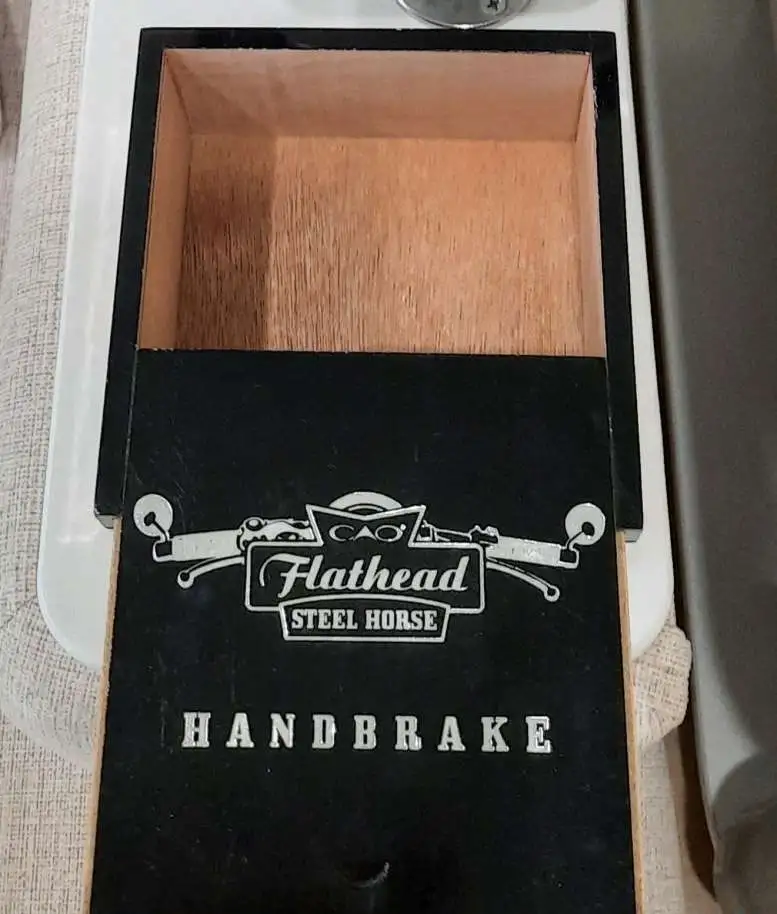 CAO
Flathead
STEEL HORSE
HANDBRAKE